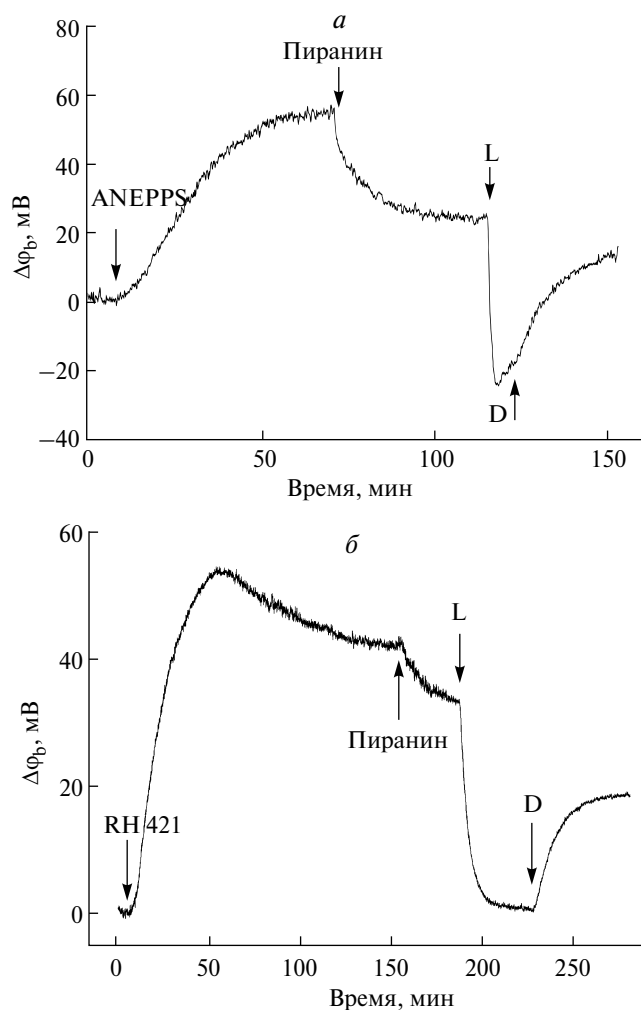 а
80
Пиранин
60
L
40
ANEPPS
Δφb, мВ
20
0
−20
D
−40
0 50 100 150
Время, мин
б
60
L
40
Пиранин
Δφb, мВ
D
20
RH 421
0
0 50 100 150 200 250
Время, мин